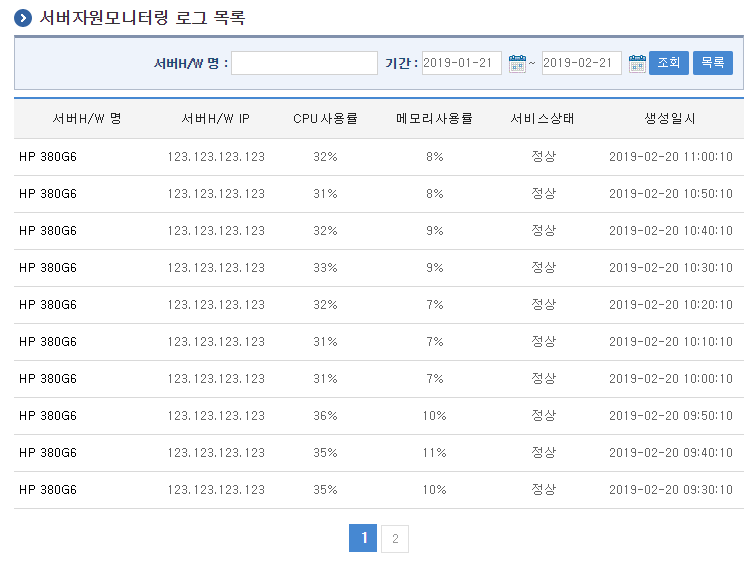 서버자원모니터링 로그 목록
서버H/W 명 : 기간 : 2019-01-21 ~ 2019-02-21 조회 목록
서버H/W 명 서버H/W IP CPU사용률 메모리사용률 서비스상태 생성일시
HP 380G6 123.123.123.123 32% 8% 정상 2019-02-20 11:00:10
HP 380G6 123.123.123.123 31% 8% 정상 2019-02-20 10:50:10
HP 380G6 123.123.123.123 32% 9% 정상 2019-02-20 10:40:10
HP 380G6 123.123.123.123 33% 9% 정상 2019-02-20 10:30:10
HP 380G6 123.123.123.123 32% 7% 정상 2019-02-20 10:20:10
HP 380G6 123.123.123.123 31% 7% 정상 2019-02-20 10:10:10
HP 380G6 123.123.123.123 31% 7% 정상 2019-02-20 10:00:10
HP 380G6 123.123.123.123 36% 10% 정상 2019-02-20 09:50:10
HP 380G6 123.123.123.123 35% 11% 정상 2019-02-20 09:40:10
HP 380G6 123.123.123.123 35% 10% 정상 2019-02-20 09:30:10
1 2